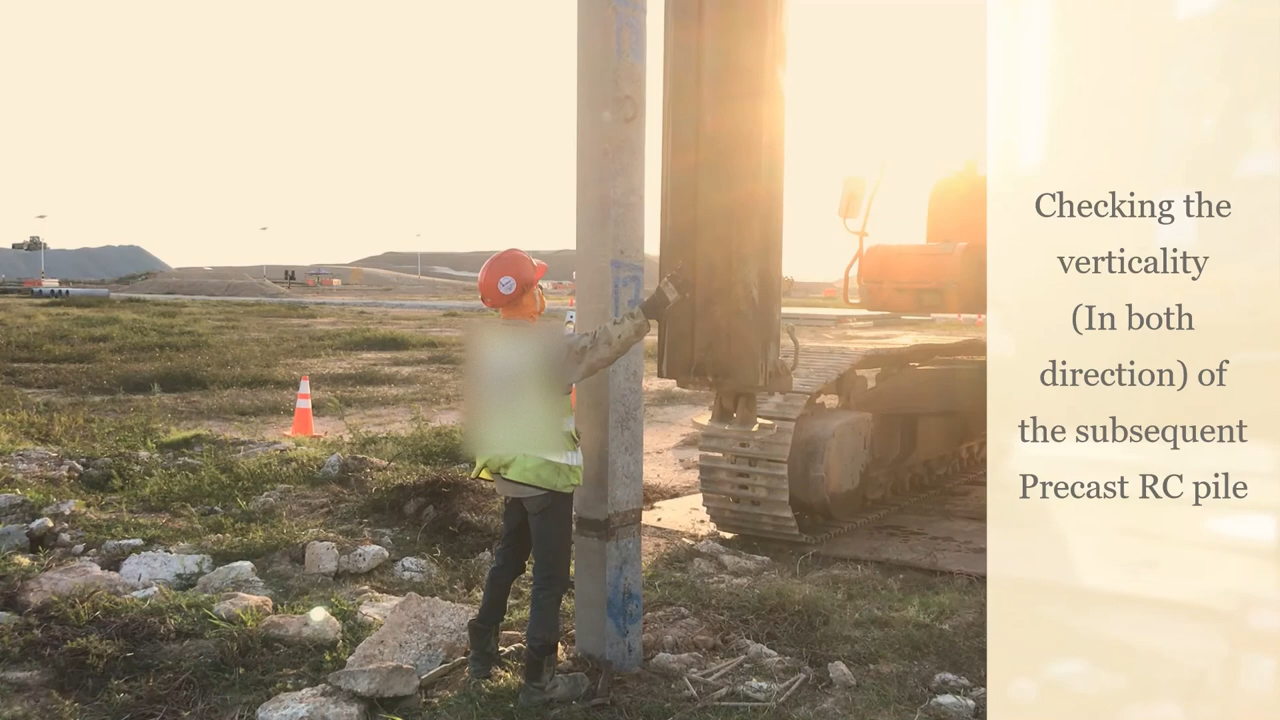 Checking the
verticality
(In both
direction) of
the subsequent
Precast RC pile